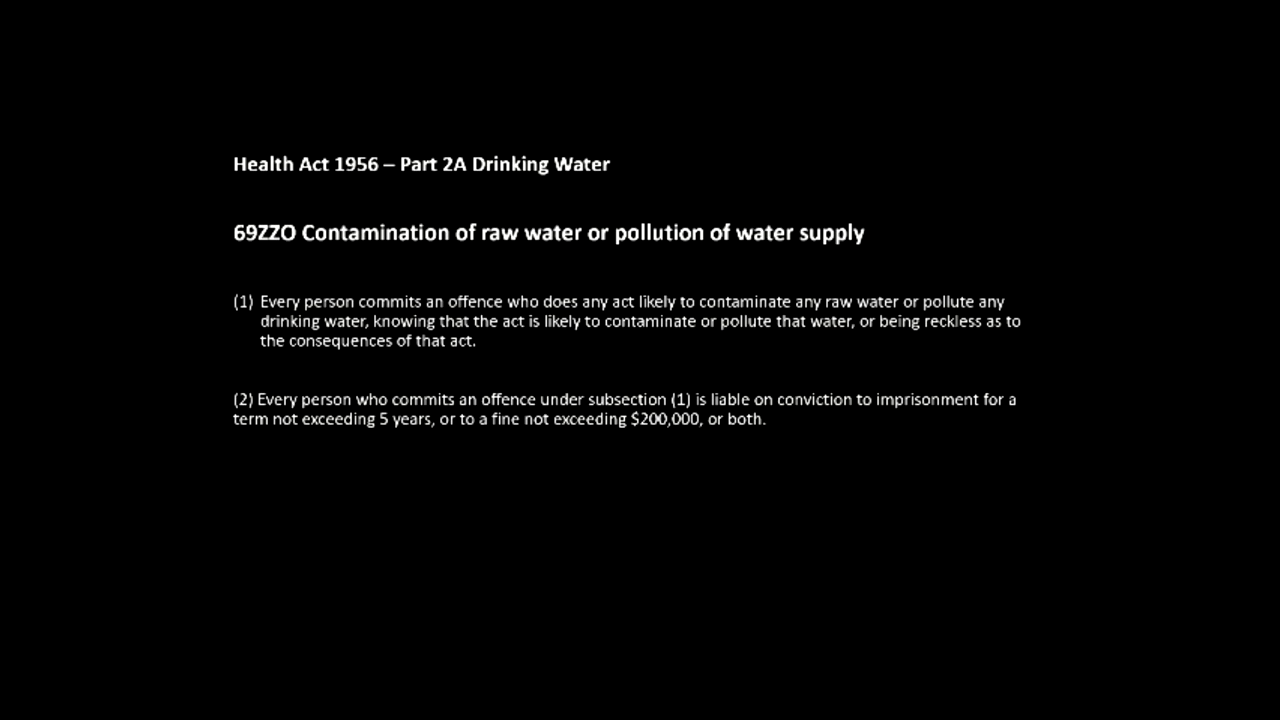 Health Act 1956 – Part 2A Drinking Water
69ZZO Contamination of raw water or pollution of water supply
(1) Every person commits an offence who does any act likely to contaminate any raw water or pollute any
drinking water, knowing that the act is likely to contaminate or pollute that water, or being reckless as to
the consequences of that act.
(2) Every person who commits an offence under subsection (1) is liable on conviction to imprisonment for a
term not exceeding 5 years, or to a fine not exceeding $200,000, or both.